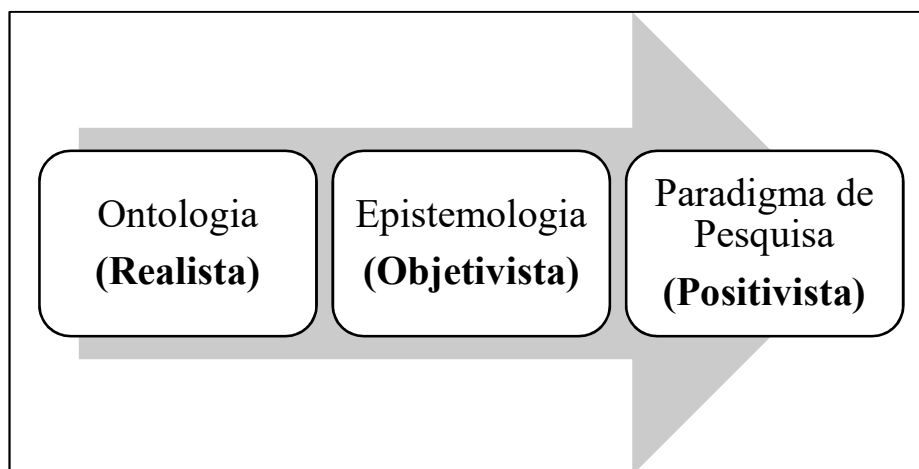 Ontologia
(Realista)
Epistemologia
(Objetivista)
Paradigma de
Pesquisa
(Positivista)